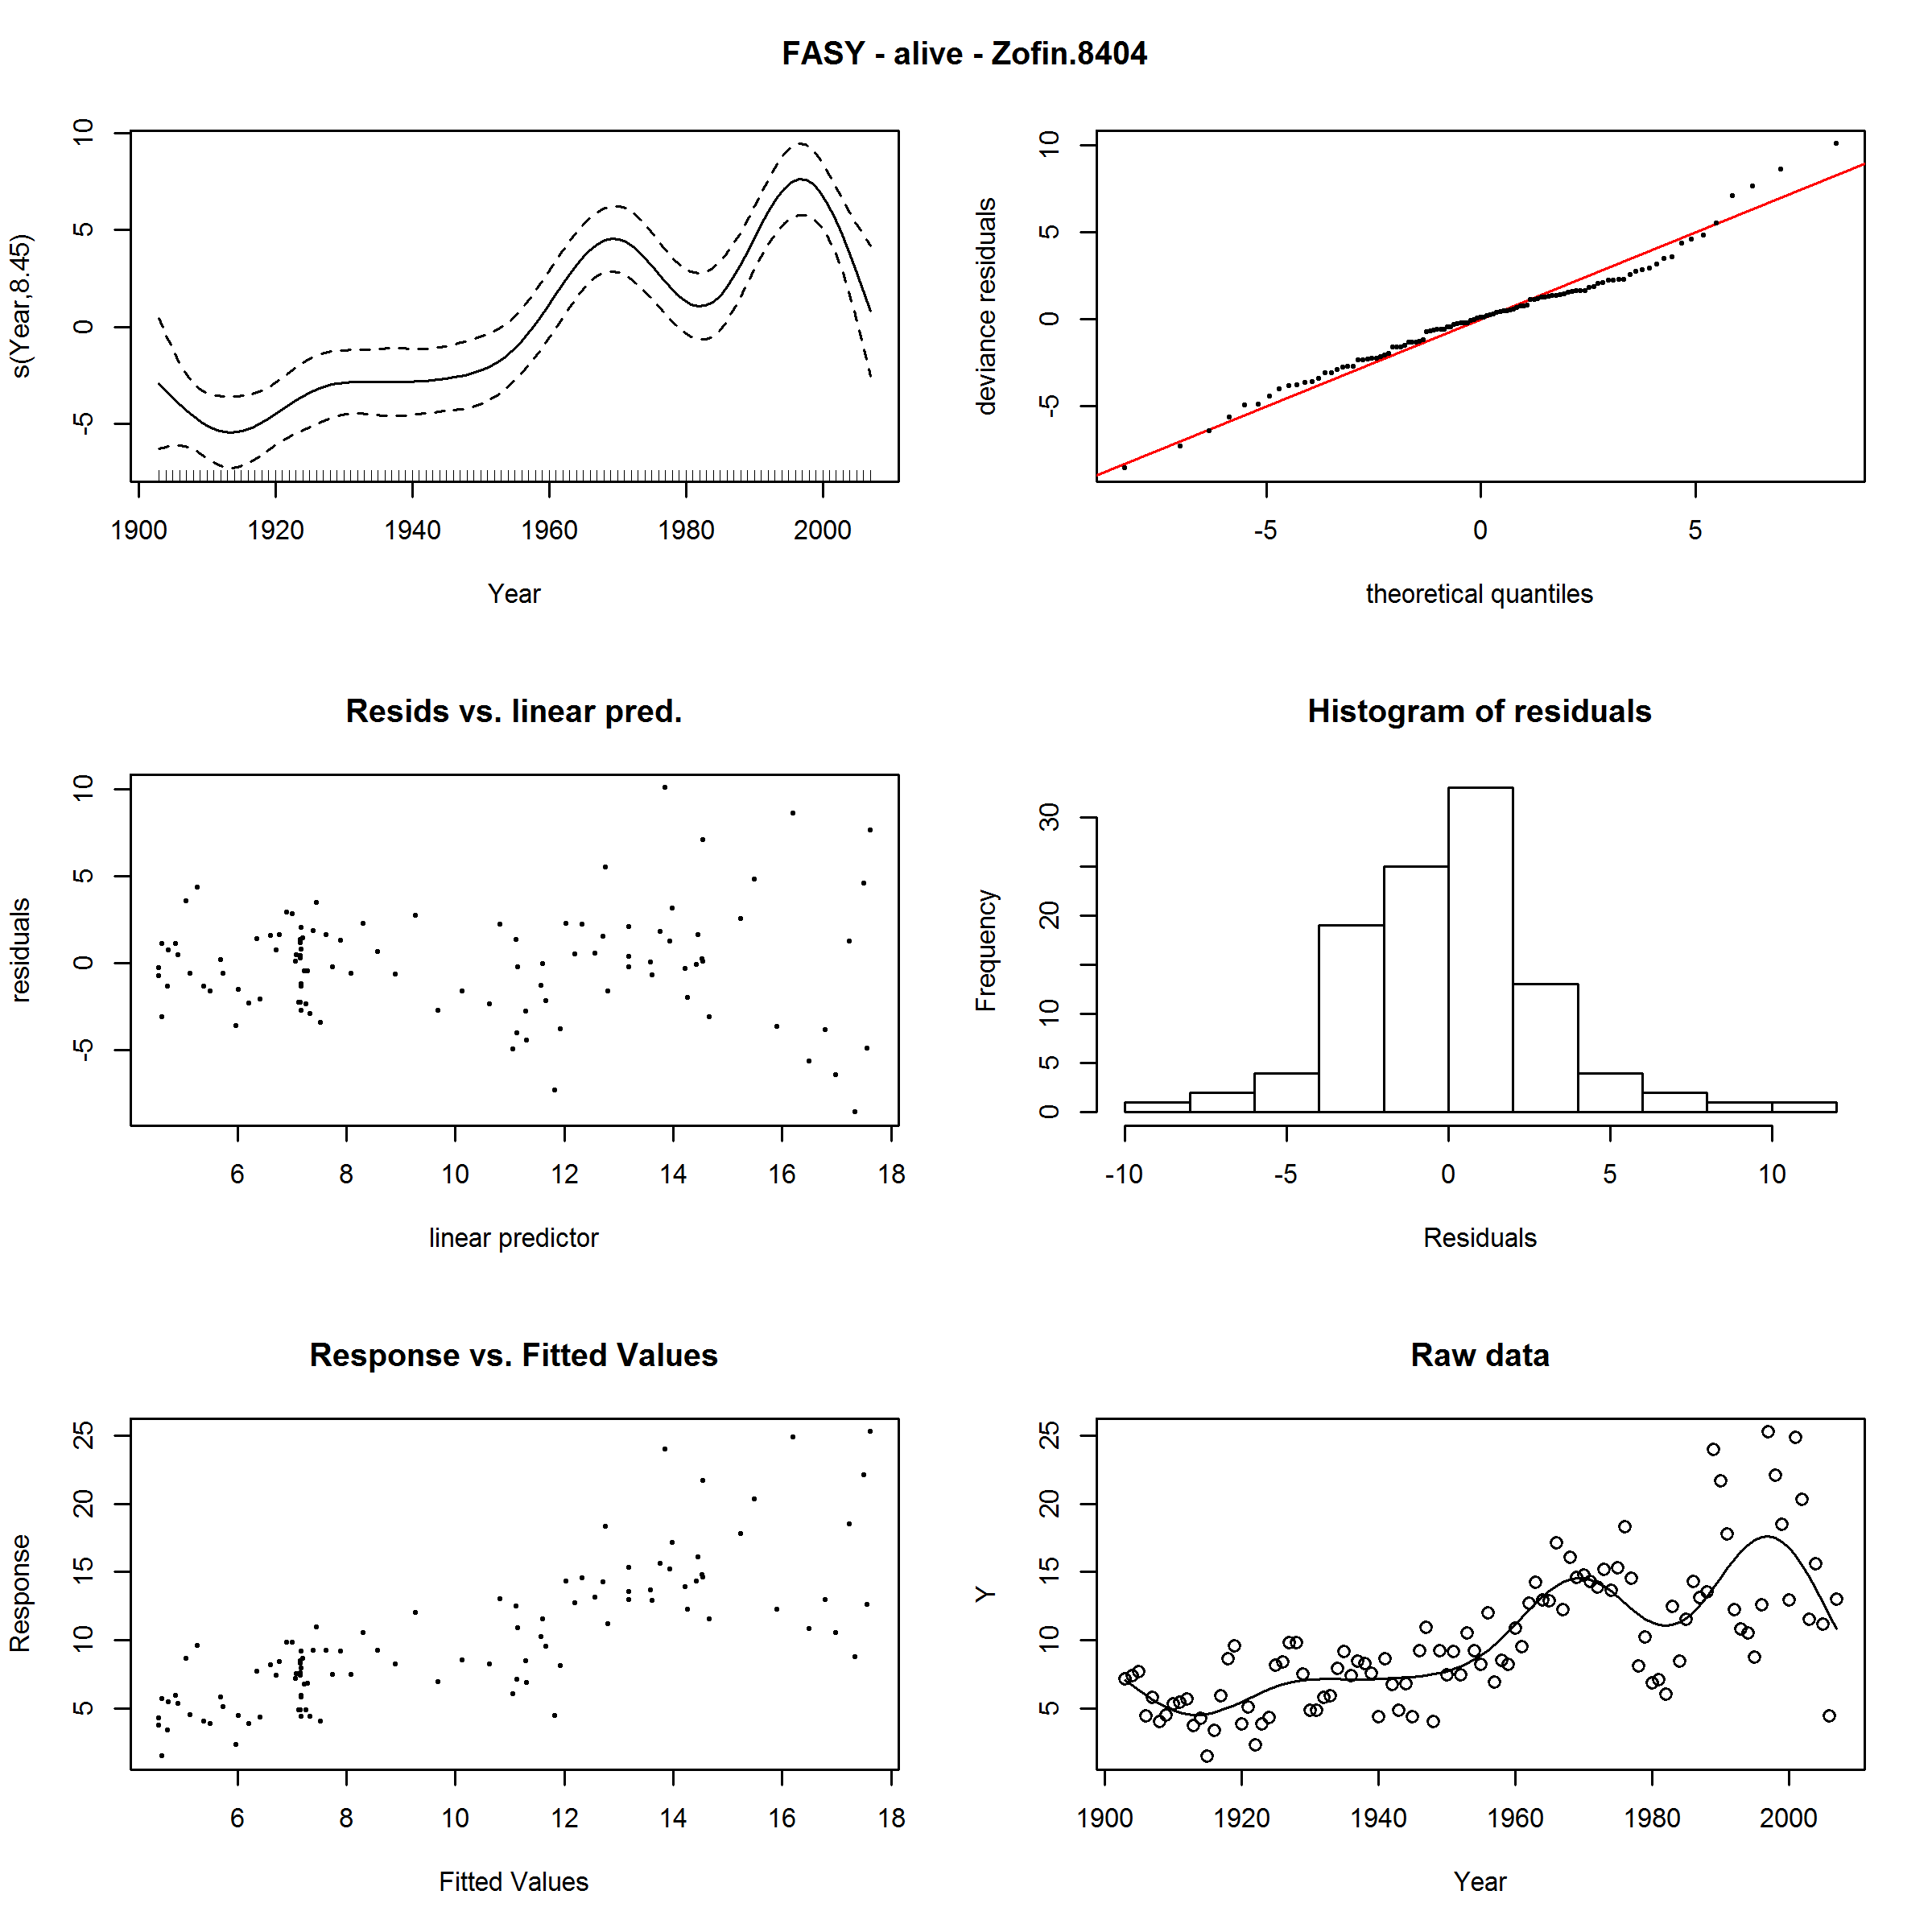 FASY - alive - Zofin.8404
s(Year,8.45)
-5 0 5 10
1900 1920 1940 1960 1980 2000
Year
deviance residuals
-5 0 5 10
-5 0 5
theoretical quantiles
Resids vs. linear pred.
residuals
-5 0 5 10
6 8 10 12 14 16 18
linear predictor
Histogram of residuals
Frequency
0 5 10 20 30
-10 -5 0 5 10
Residuals
Response vs. Fitted Values
Response
5 10 15 20 25
6 8 10 12 14 16 18
Fitted Values
Raw data
Y
5 10 15 20 25
1900 1920 1940 1960 1980 2000
Year